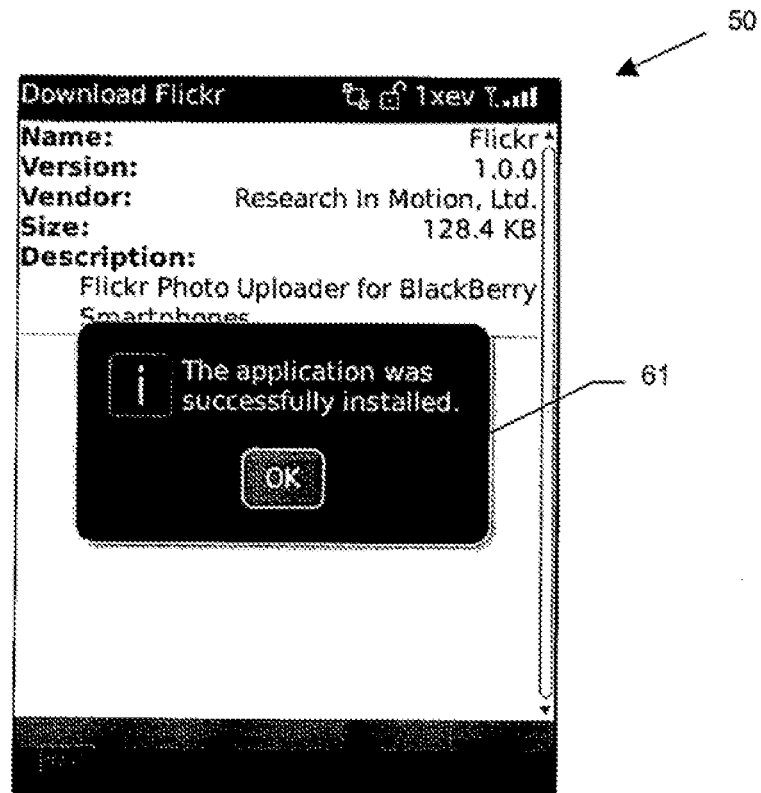 50
Download Flickr 1xev
Name: Flickr
Version: 1.0.0
Vendor: Research In Motion, Ltd.
Size: 128.4 KB
Description:
Flickr Photo Uploader for BlackBerry
Smartphones
i The application was
successfully installed.
61
OK